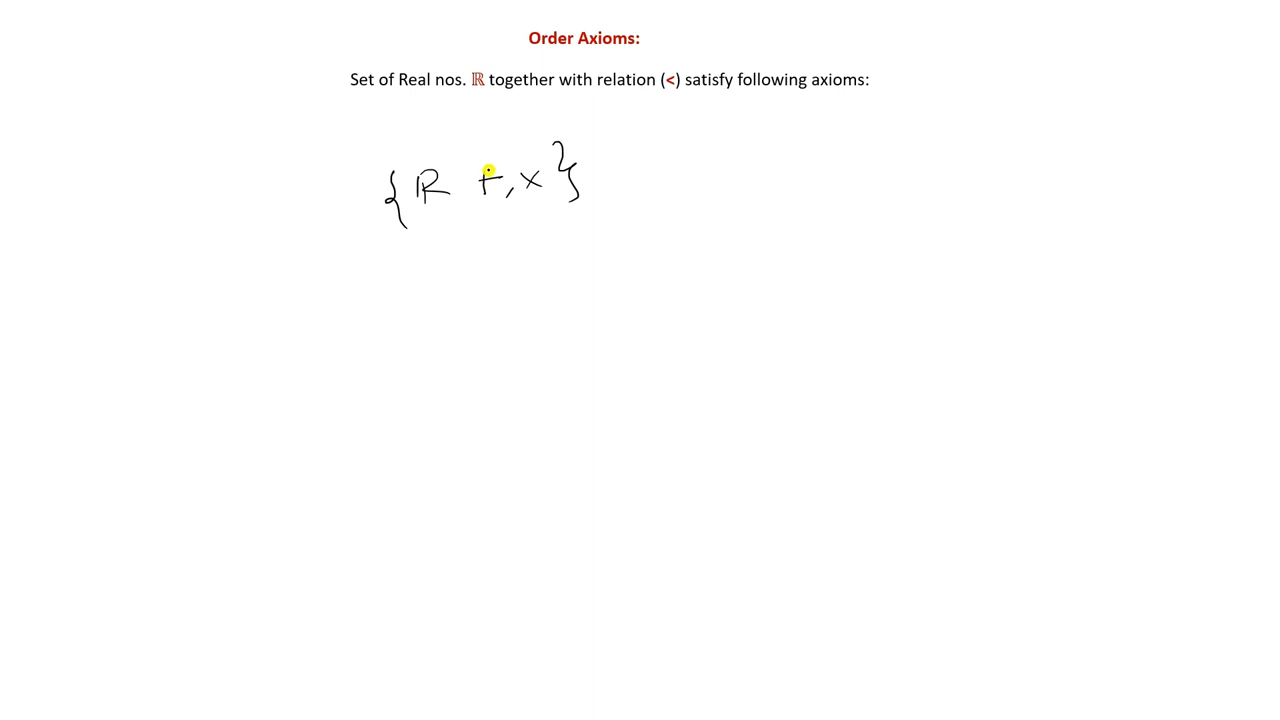 Order Axioms:
Set of Real nos. ℝ together with relation (<) satisfy following axioms:
{ℝ +, ×}